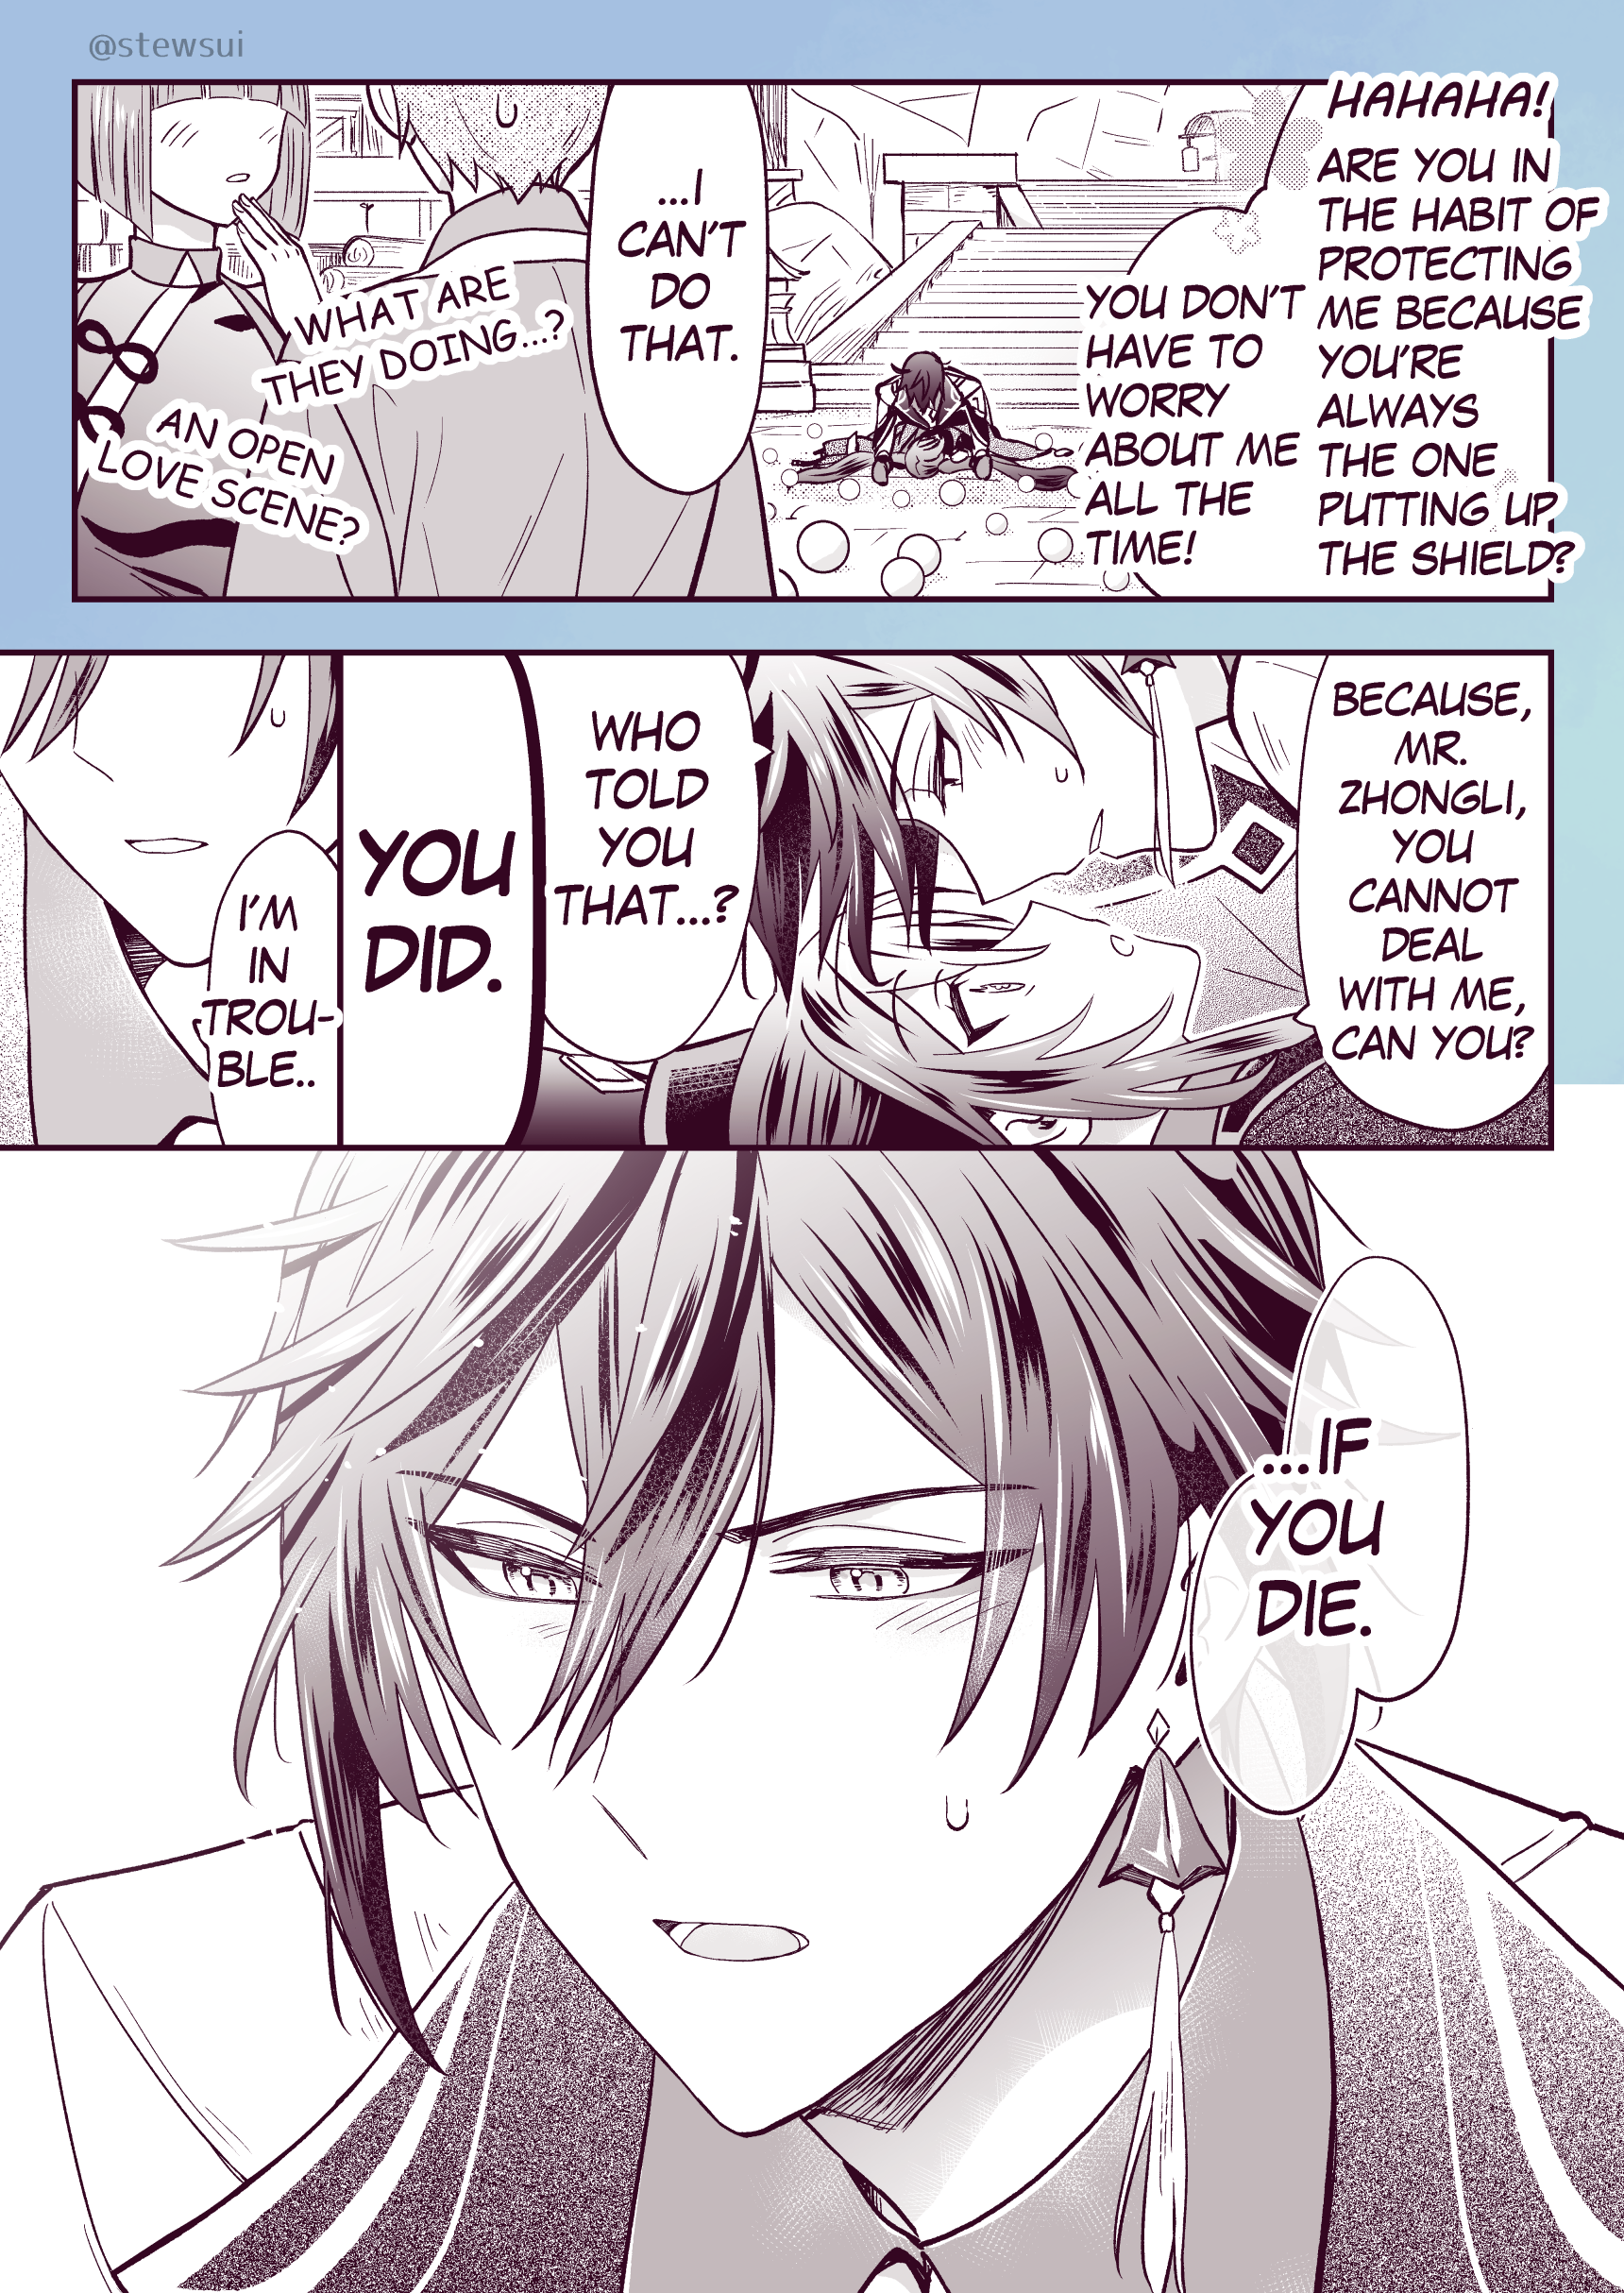 @stewsui
HAHAHA!
ARE YOU IN
THE HABIT OF
PROTECTING
ME BECAUSE
YOU'RE
ALWAYS
THE ONE
PUTTING UP
THE SHIELD?
YOU DON'T
HAVE TO
WORRY
ABOUT ME
ALL THE
TIME!
...I
CAN'T
DO
THAT.
WHAT ARE
THEY DOING...?
AN OPEN
LOVE SCENE?
BECAUSE,
MR.
ZHONGLI,
YOU
CANNOT
DEAL
WITH ME,
CAN YOU?
WHO
TOLD
YOU
THAT...?
YOU
DID.
I'M
IN
TROU-
BLE..
...IF
YOU
DIE.